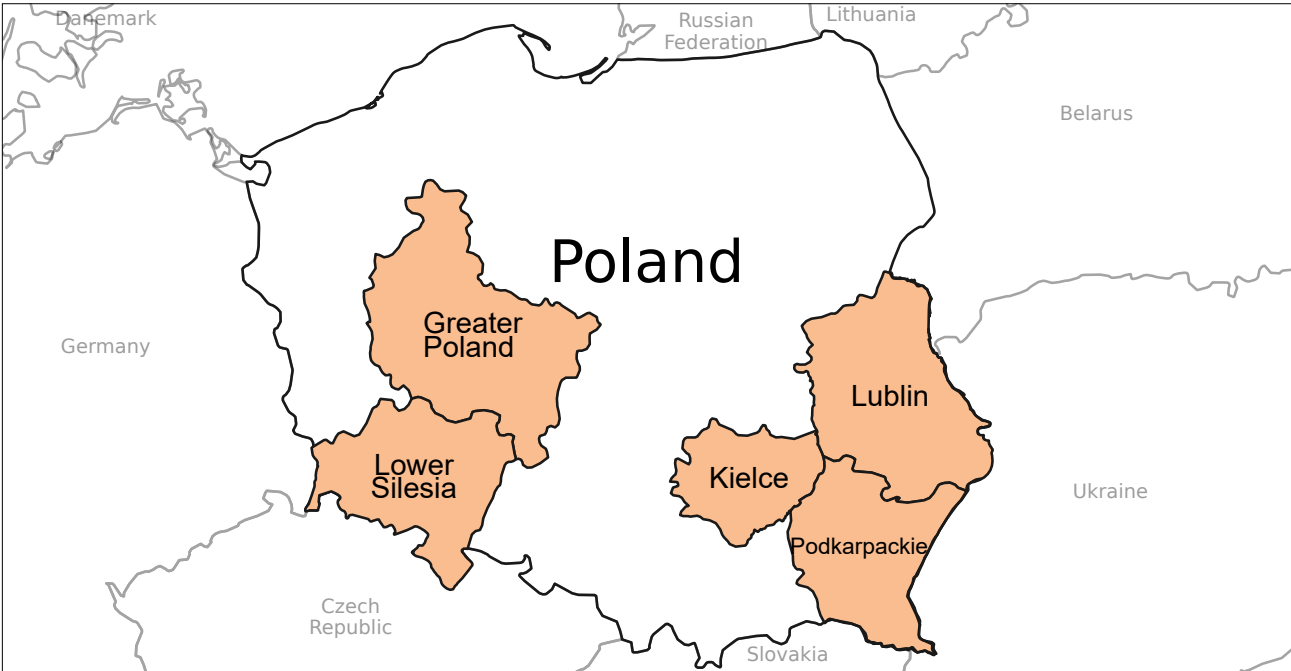 Danemark
Russian
Federation
Lithuania
Belarus
Poland
Germany
Greater
Poland
Lublin
Lower
Silesia
Kielce
Ukraine
Podkarpackie
Czech
Republic
Slovakia